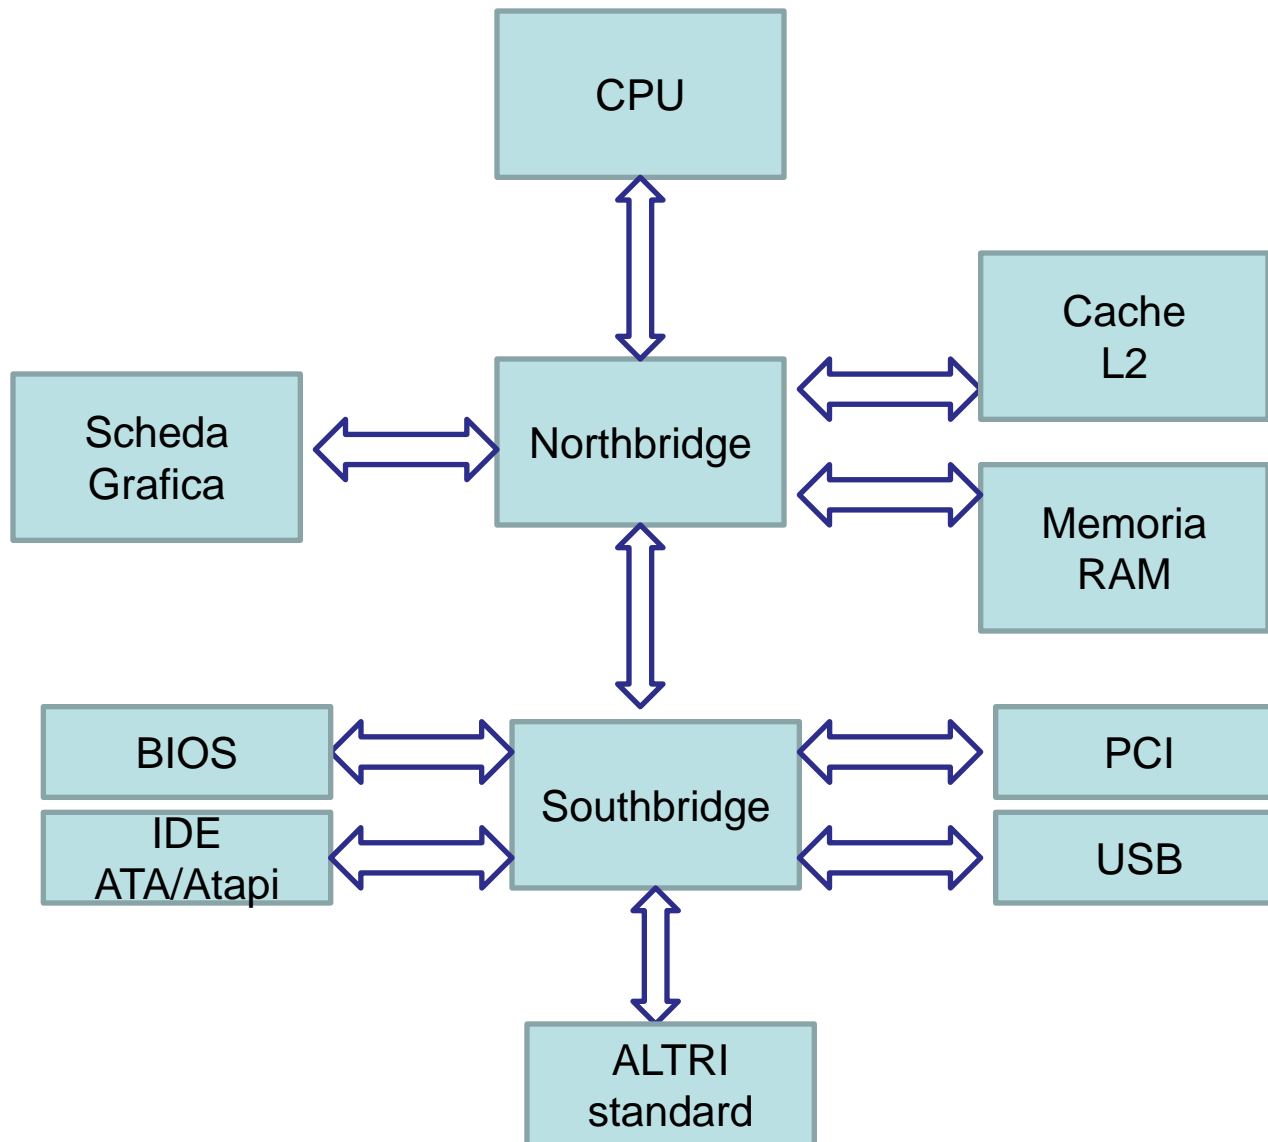 CPU
Cache
L2
Scheda
Grafica
Northbridge
Memoria
RAM
BIOS
Southbridge
PCI
IDE
ATA/Atapi
USB
ALTRI
standard